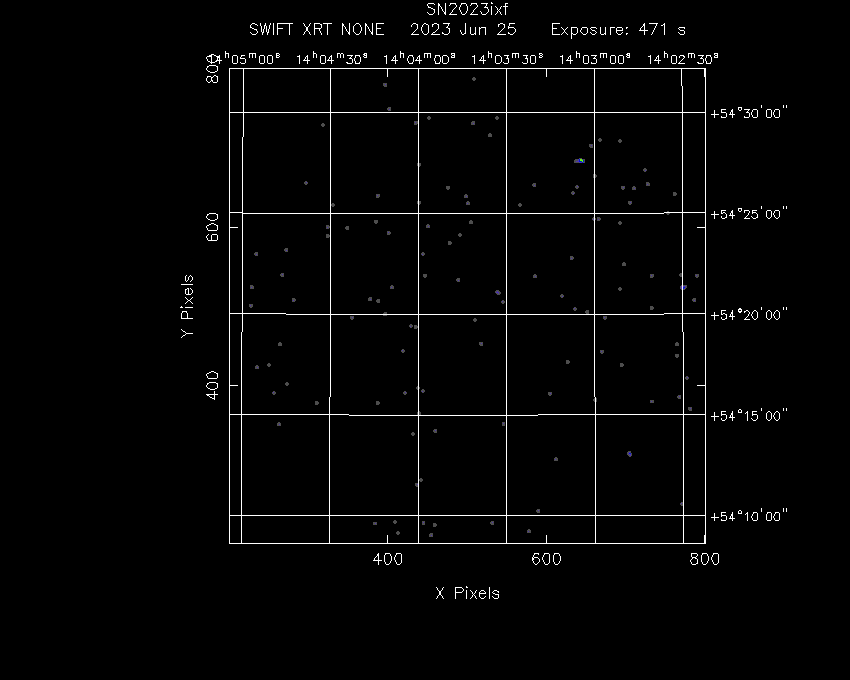 SN2023ixf
SWIFT XRT NONE 2023 Jun 25 Exposure: 471 s
14ʰ05ᵐ00ˢ 14ʰ04ᵐ30ˢ 14ʰ04ᵐ00ˢ 14ʰ03ᵐ30ˢ 14ʰ03ᵐ00ˢ 14ʰ02ᵐ30ˢ
800
+54°30'00"
+54°25'00"
600
Y Pixels
+54°20'00"
400
+54°15'00"
+54°10'00"
400 600 800
X Pixels